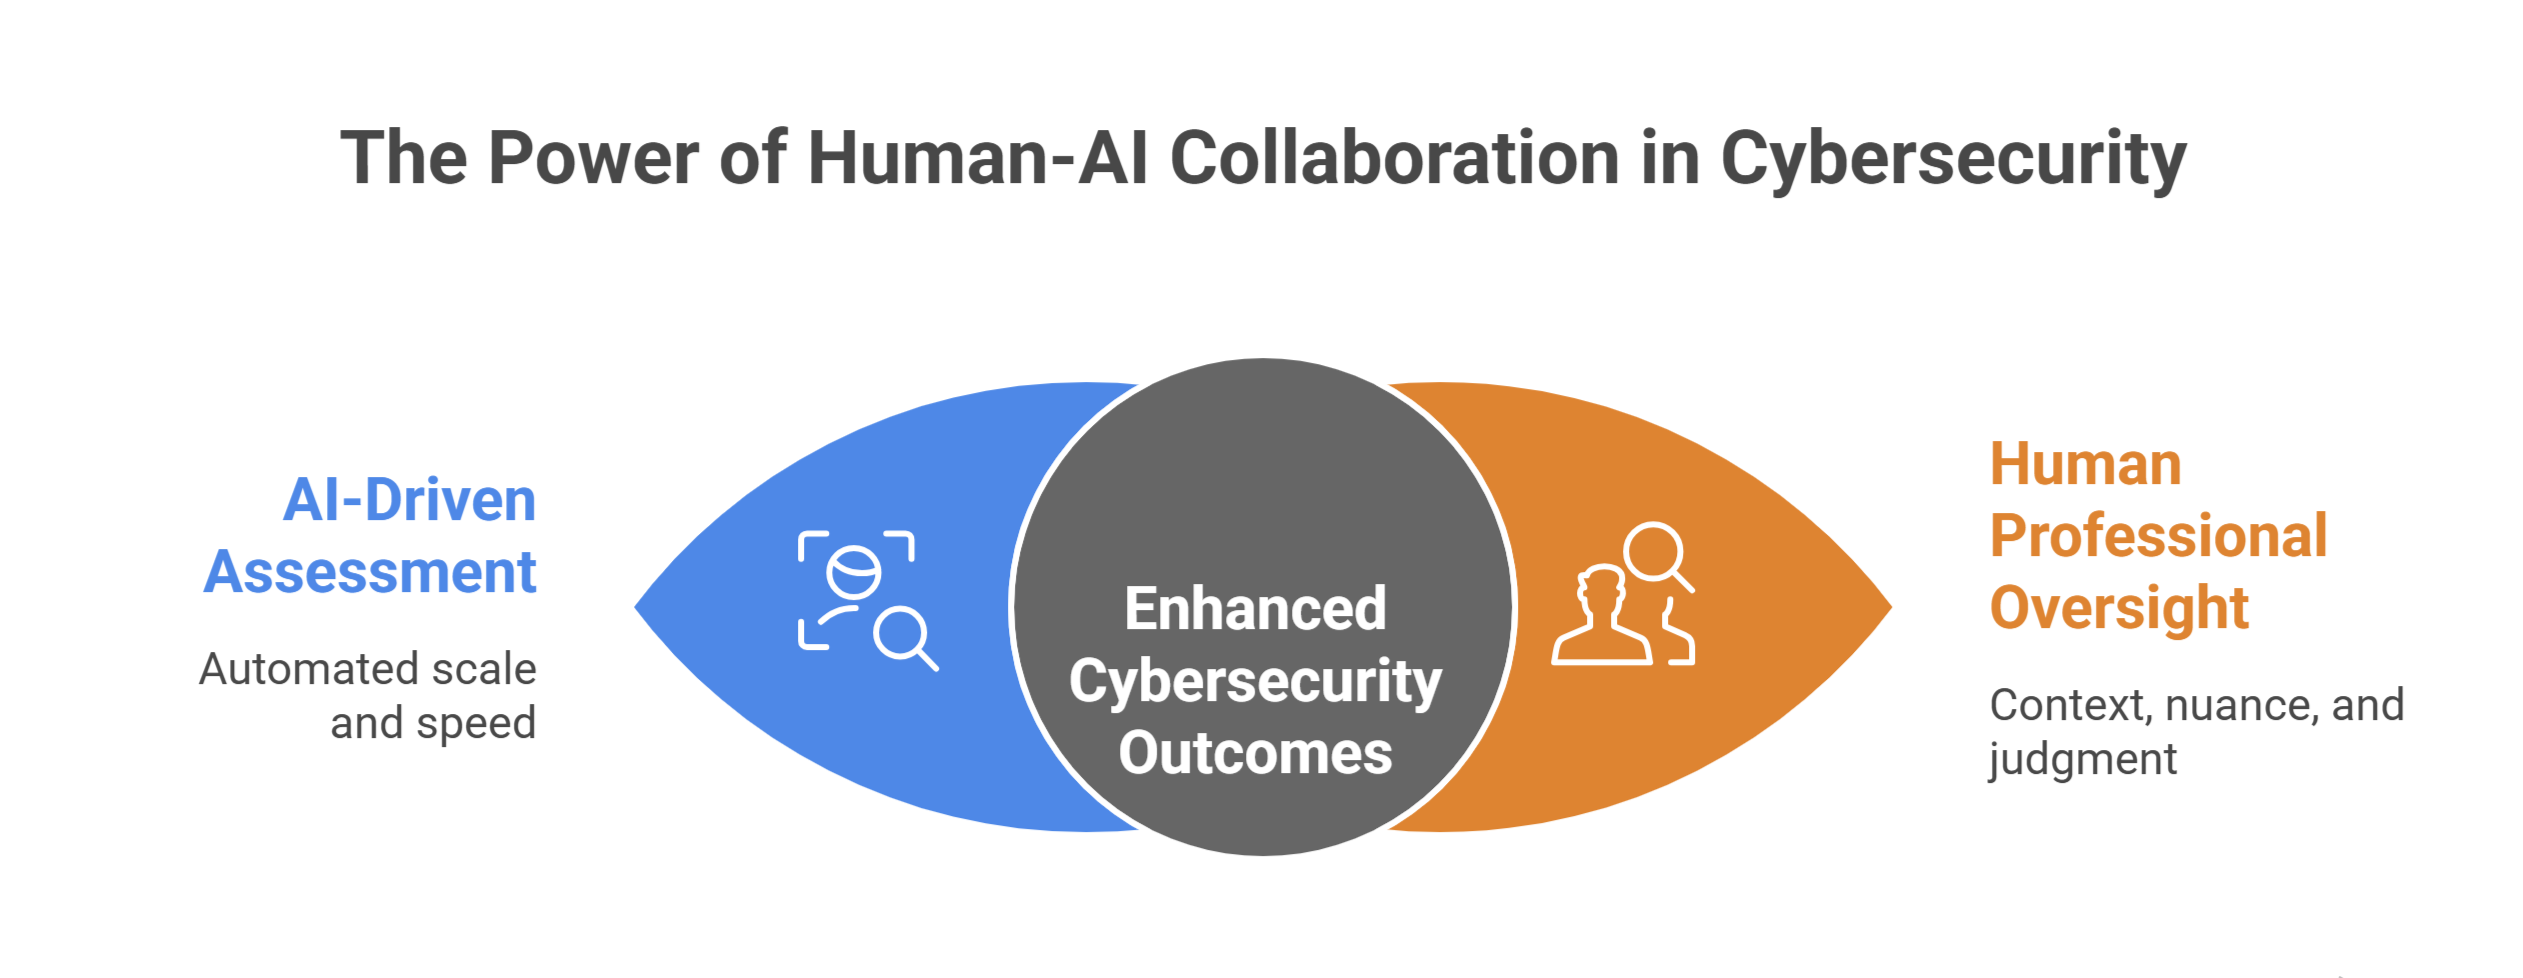 The Power of Human-AI Collaboration in Cybersecurity
AI-Driven
Assessment
Automated scale
and speed
Enhanced
Cybersecurity
Outcomes
Human
Professional
Oversight
Context, nuance, and
judgment